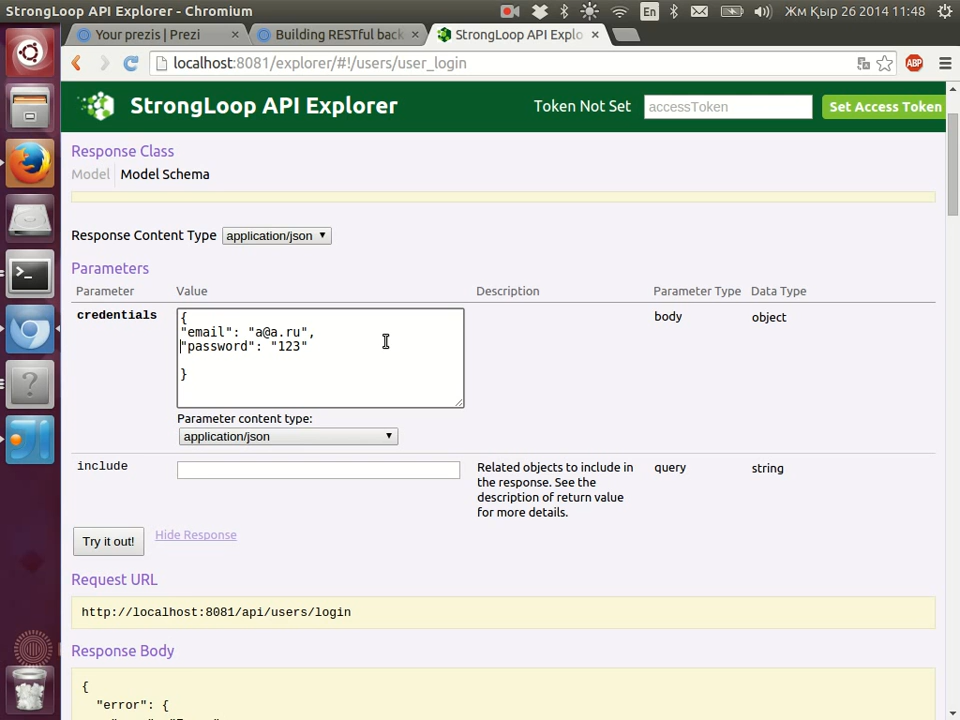 StrongLoop API Explorer - Chromium
En
Жм Қыр 26 2014 11:48
Your prezis | Prezi
Building RESTful back
StrongLoop API Explo
localhost:8081/explorer/#!/users/user_login
ABP
StrongLoop API Explorer
Token Not Set
accessToken
Set Access Token
Response Class
Model
Model Schema
Response Content Type
application/json
Parameters
Parameter
Value
Description
Parameter Type
Data Type
credentials
{
"email": "a@a.ru",
"password": "123"
}
body
object
Parameter content type:
application/json
include
Related objects to include in
the response. See the
description of return value
for more details.
query
string
Try it out!
Hide Response
Request URL
http://localhost:8081/api/users/login
Response Body
{
"error": {